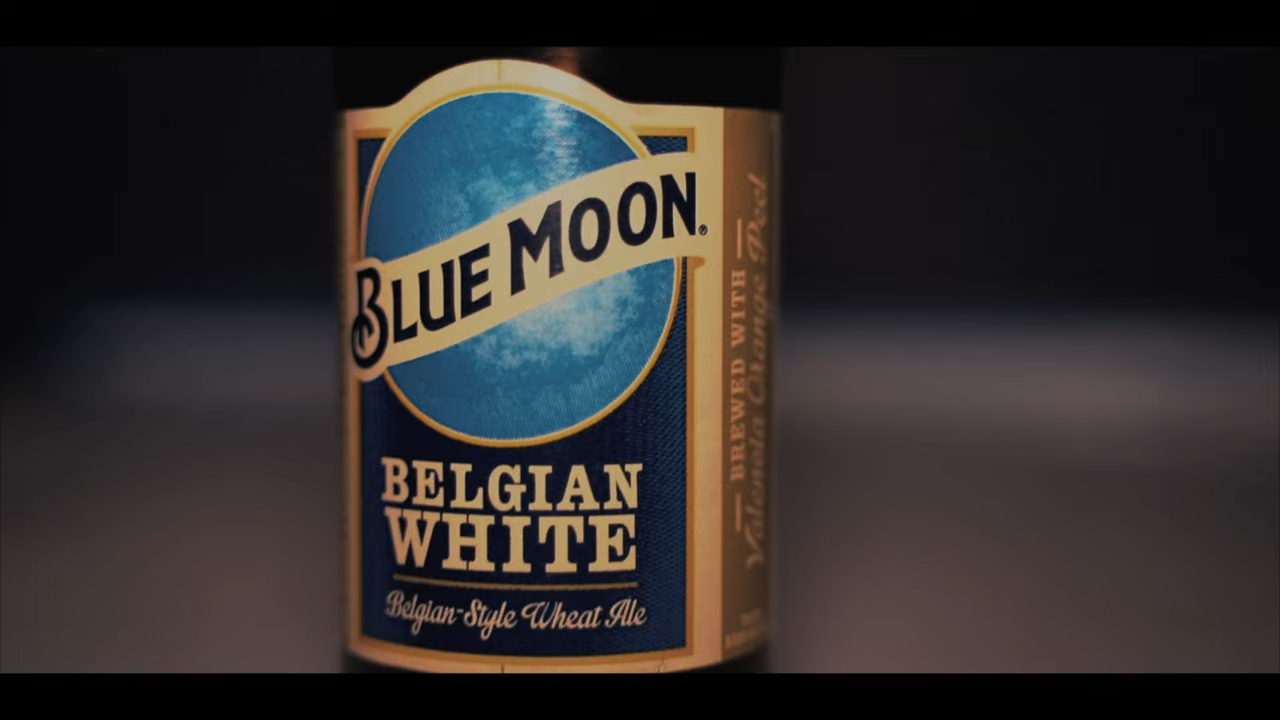 BLUE MOON®
BELGIAN
WHITE
Belgian-Style Wheat Ale
BREWED WITH
Valencia Orange Peel